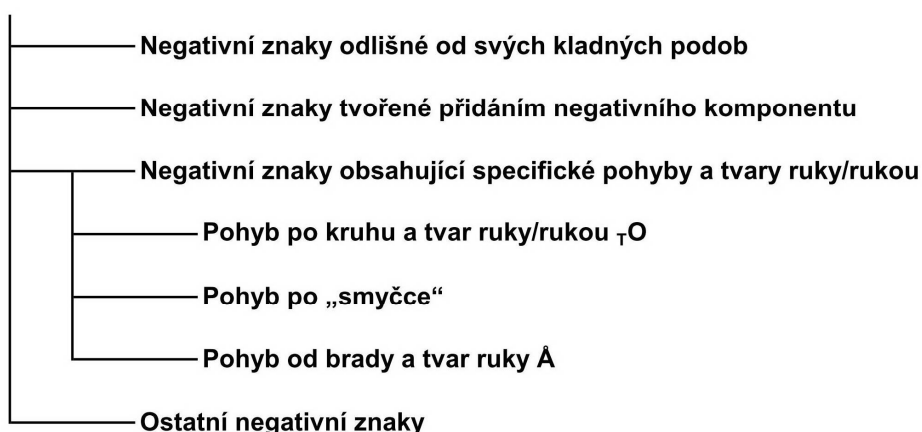 Negativní znaky odlišné od svých kladných podob
Negativní znaky tvořené přidáním negativního komponentu
Negativní znaky obsahující specifické pohyby a tvary ruky/rukou
Pohyb po kruhu a tvar ruky/rukou ₜO
Pohyb po „smyčce“
Pohyb od brady a tvar ruky Å
Ostatní negativní znaky